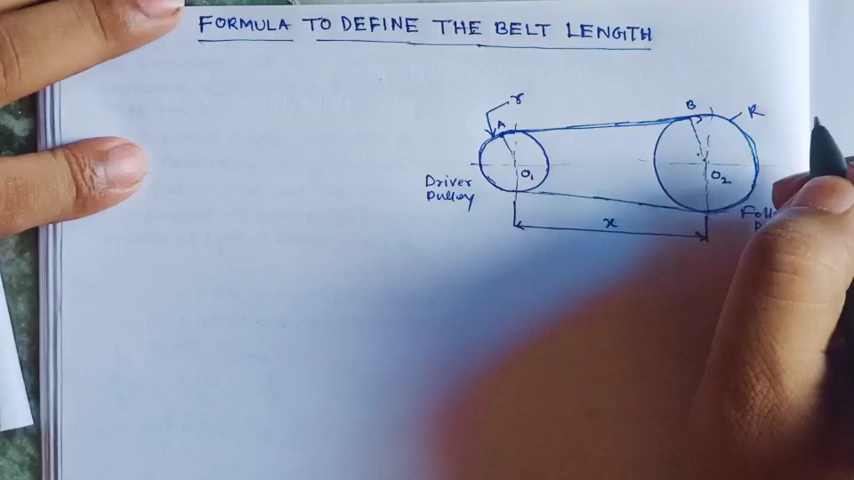 FORMULA TO DEFINE THE BELT LENGTH
r
A
B
R
O1
O2
Driver
Pulley
x